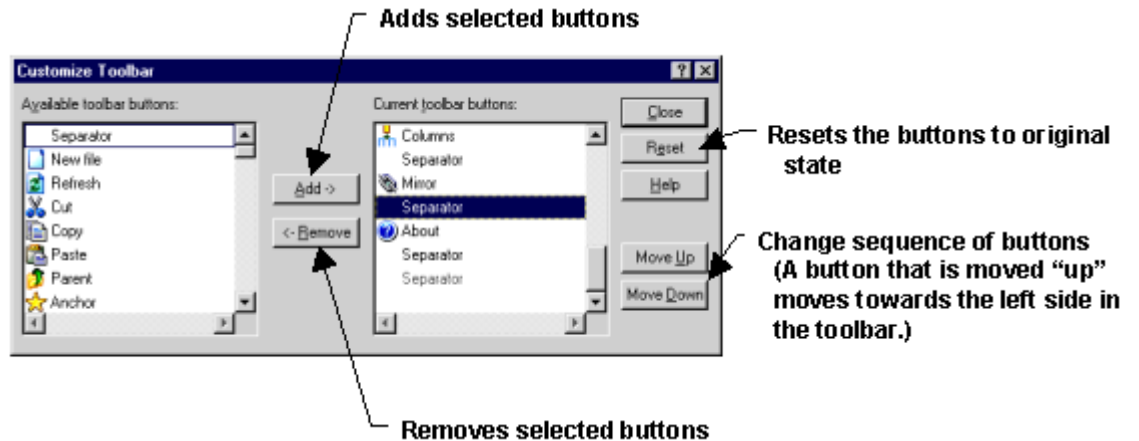 Adds selected buttons
Customize Toolbar
Available toolbar buttons:
Separator
New file
Refresh
Cut
Copy
Paste
Parent
Anchor
Add ->
<- Remove
Current toolbar buttons:
Columns
Separator
Mirror
Separator
About
Separator
Separator
Close
Reset
Help
Move Up
Move Down
Resets the buttons to original
state
Change sequence of buttons
(A button that is moved “up”
moves towards the left side in
the toolbar.)
Removes selected buttons